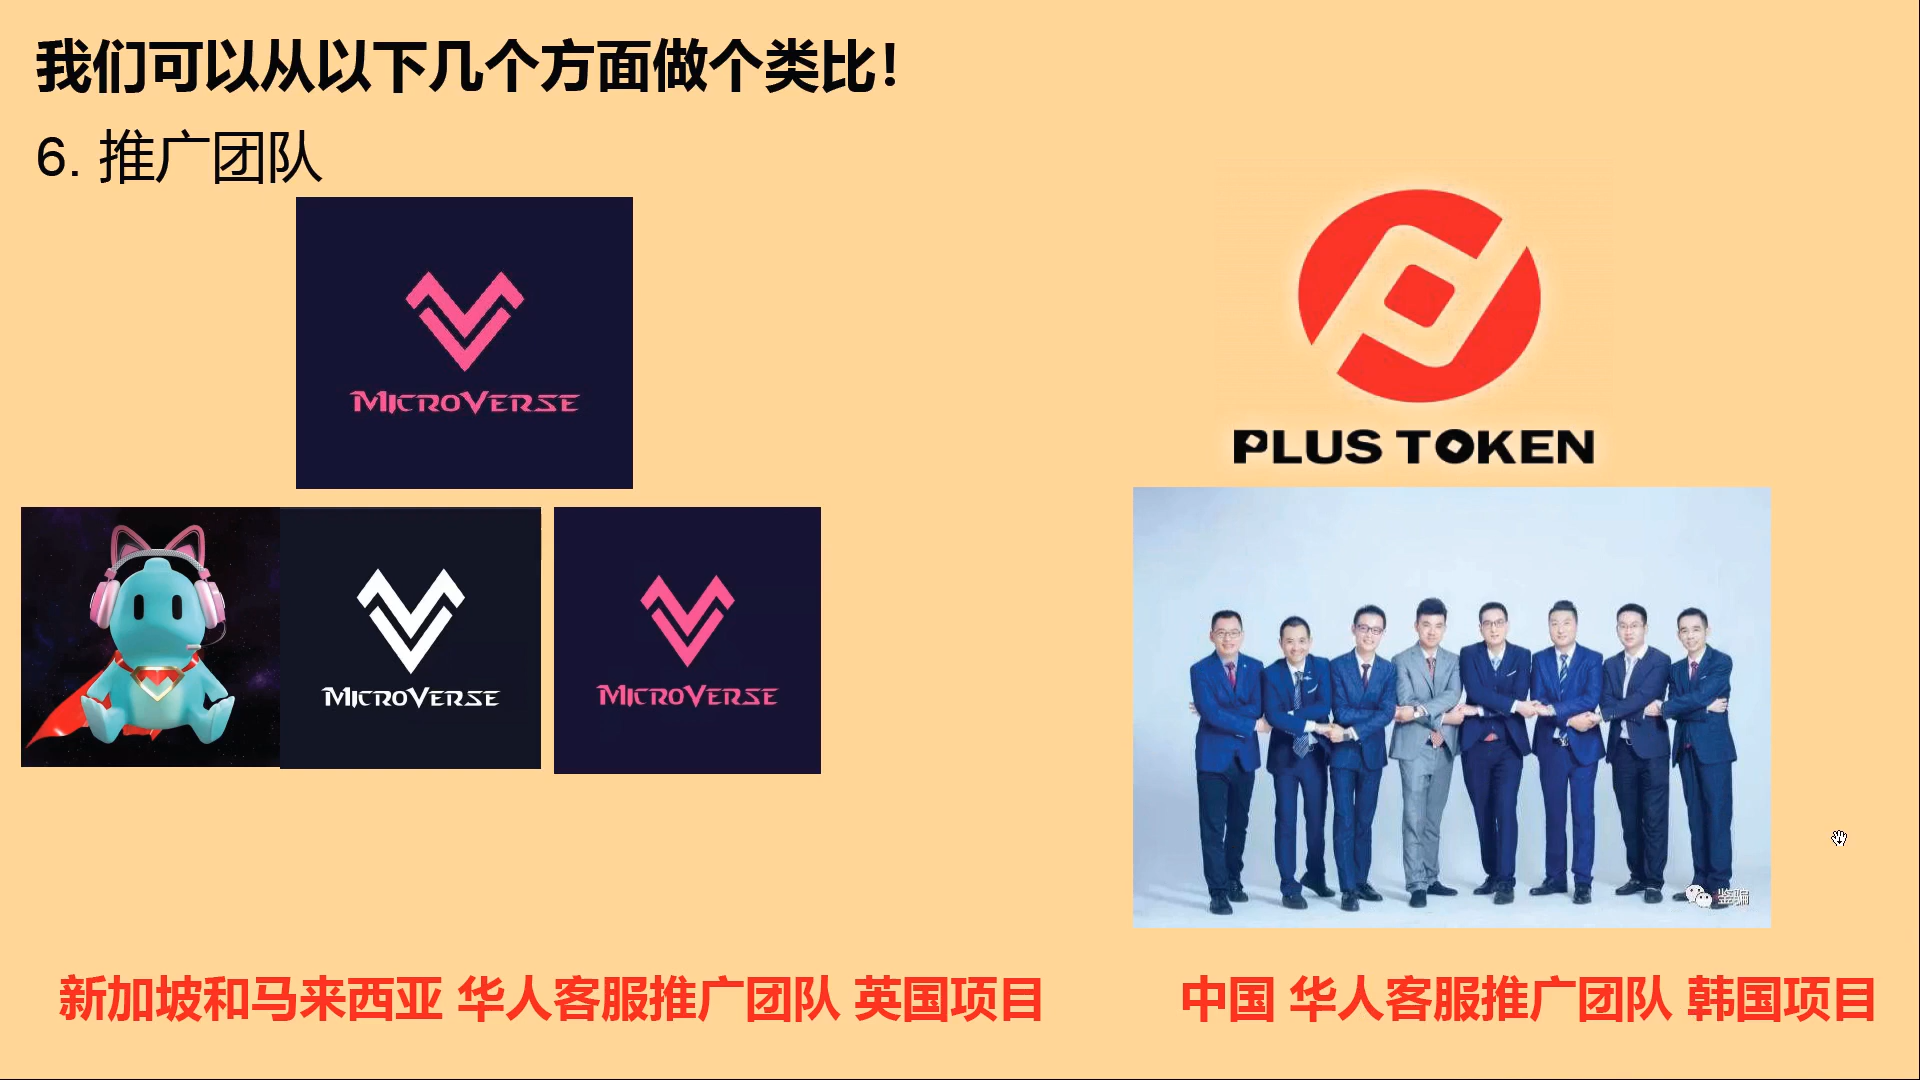 我们可以从以下几个方面做个类比！
6. 推广团队
MICROVERSE
PLUS TOKEN
MICROVERSE
MICROVERSE
鉴骗
新加坡和马来西亚 华人客服推广团队 英国项目
中国 华人客服推广团队 韩国项目